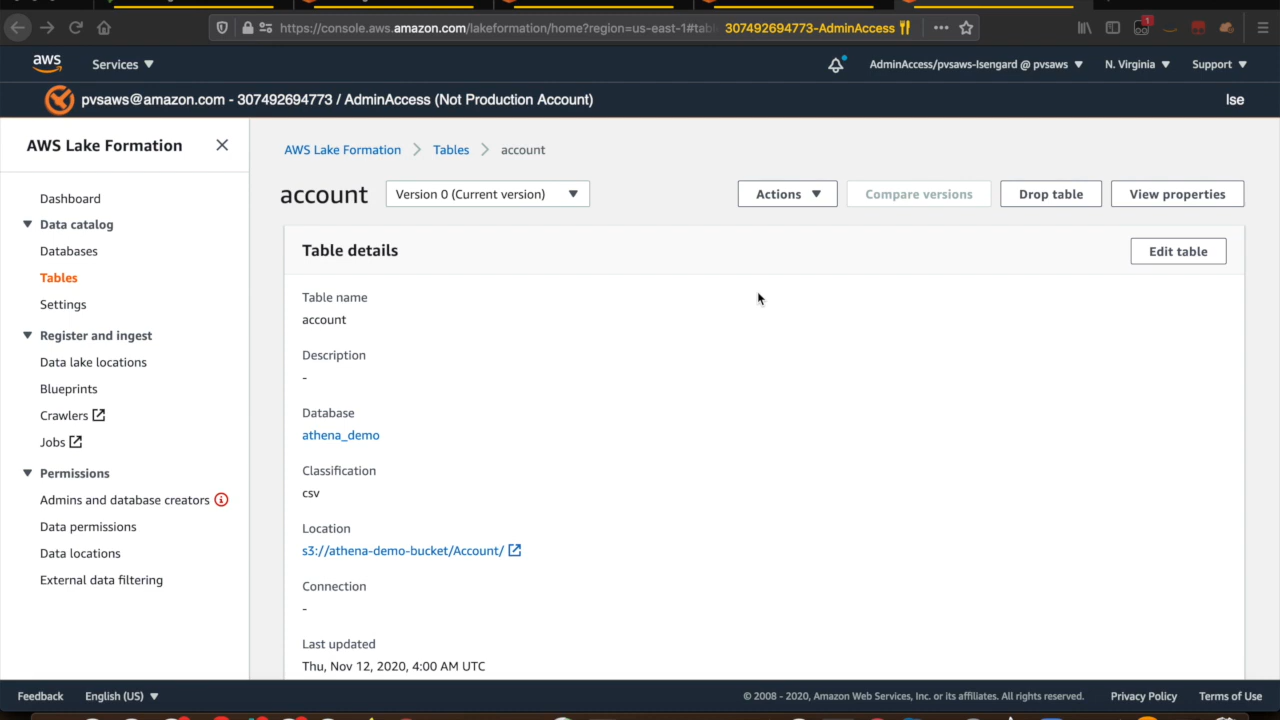 https://console.aws.amazon.com/lakeformation/home?region=us-east-1#tabl
307492694773-AdminAccess
1
aws
Services
AdminAccess/pvsaws-Isengard @ pvsaws
N. Virginia
Support
pvsaws@amazon.com - 307492694773 / AdminAccess (Not Production Account)
Ise
AWS Lake Formation
Dashboard
Data catalog
Databases
Tables
Settings
Register and ingest
Data lake locations
Blueprints
Crawlers
Jobs
Permissions
Admins and database creators
Data permissions
Data locations
External data filtering
AWS Lake Formation > Tables > account
account
Version 0 (Current version)
Actions
Compare versions
Drop table
View properties
Table details
Edit table
Table name
account
Description
-
Database
athena_demo
Classification
csv
Location
s3://athena-demo-bucket/Account/
Connection
-
Last updated
Thu, Nov 12, 2020, 4:00 AM UTC
Feedback
English (US)
© 2008 - 2020, Amazon Web Services, Inc. or its affiliates. All rights reserved.
Privacy Policy
Terms of Use